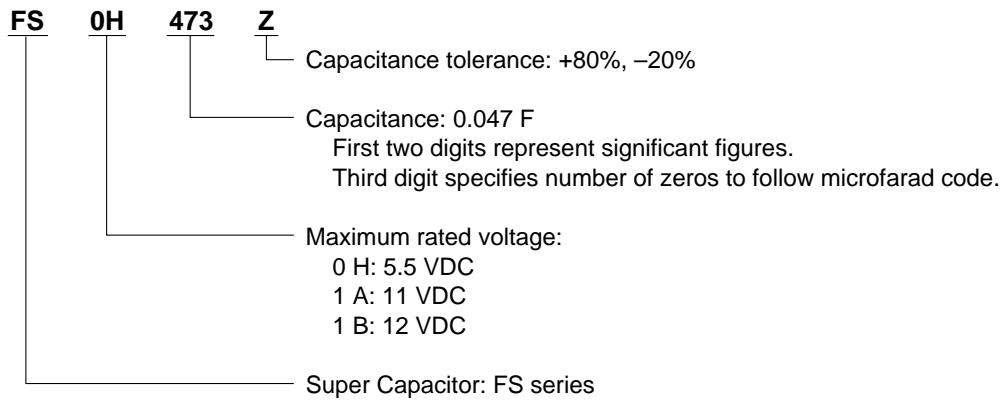 FS 0H 473 Z
Capacitance tolerance: +80%, –20%
Capacitance: 0.047 F
First two digits represent significant figures.
Third digit specifies number of zeros to follow microfarad code.
Maximum rated voltage:
0 H: 5.5 VDC
1 A: 11 VDC
1 B: 12 VDC
Super Capacitor: FS series